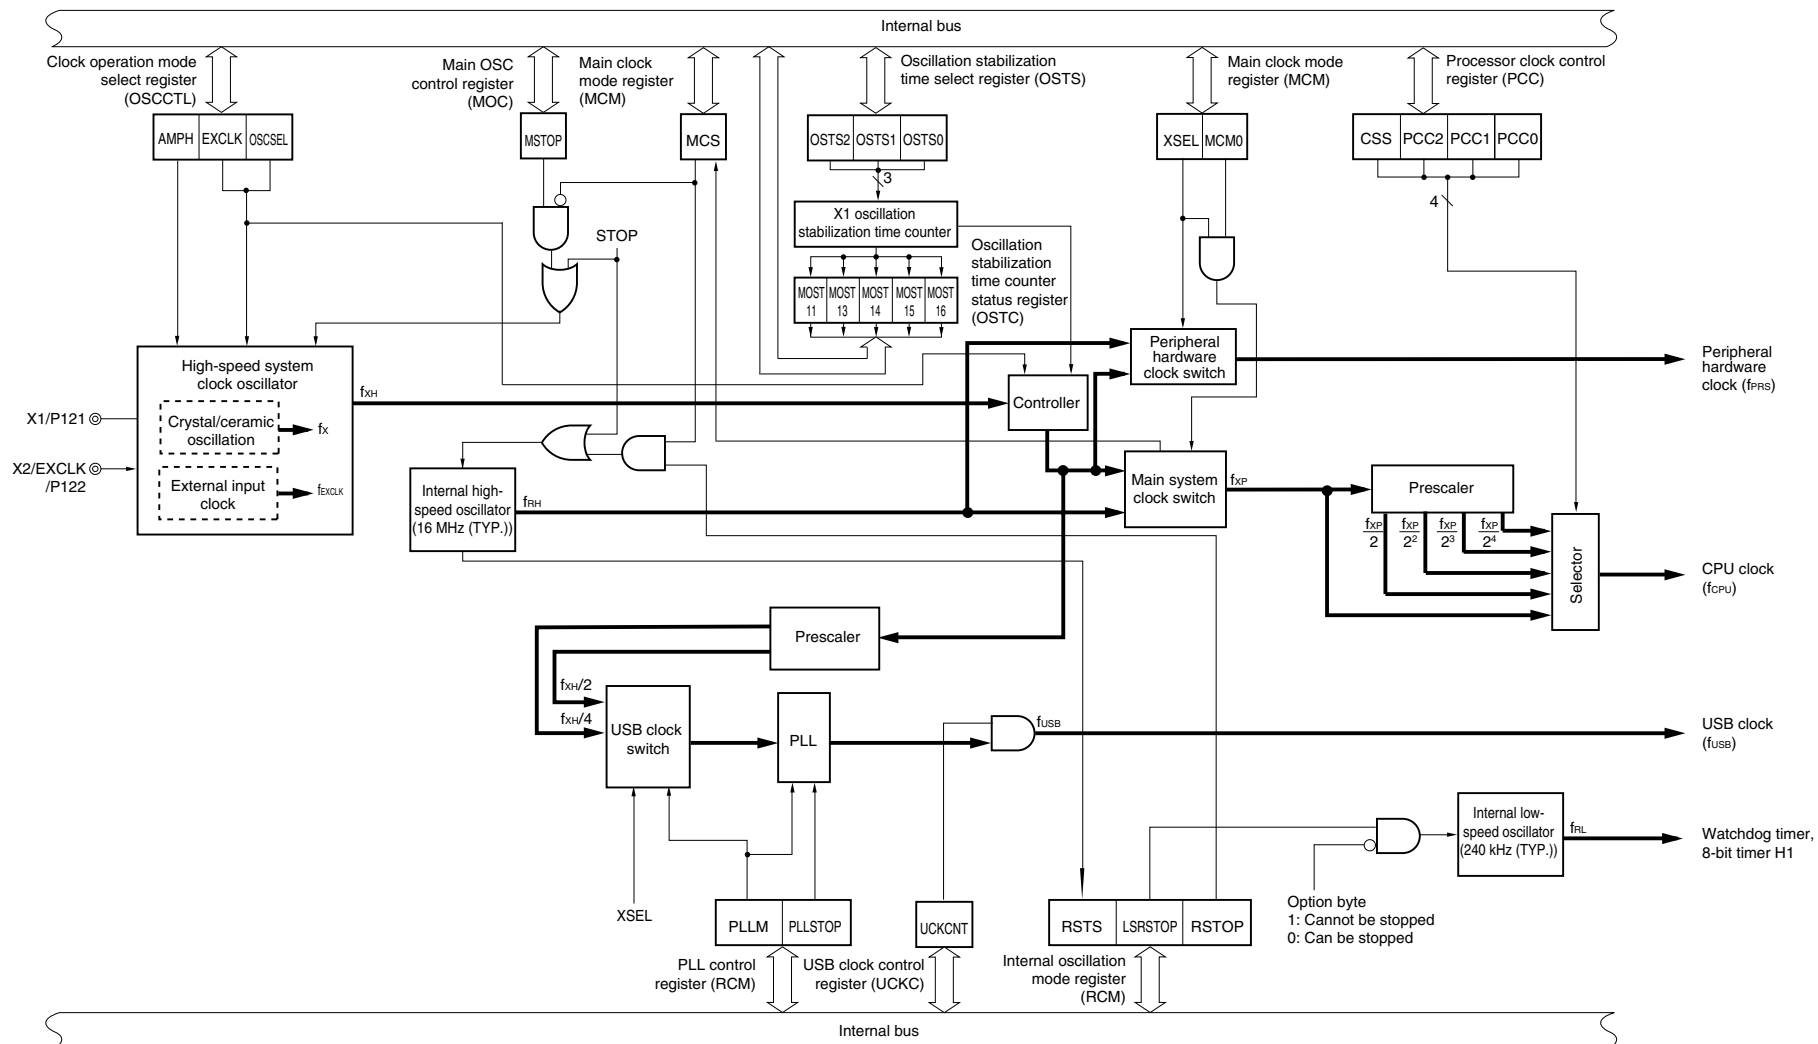 Internal bus
Clock operation mode
select register
(OSCCTL)
Main OSC
control register
(MOC)
Main clock
mode register
(MCM)
Oscillation stabilization
time select register (OSTS)
Main clock mode
register (MCM)
Processor clock control
register (PCC)
AMPH EXCLK OSCSEL
MSTOP
MCS
OSTS2 OSTS1 OSTS0
XSEL MCM0
CSS PCC2 PCC1 PCC0
3
4
X1 oscillation
stabilization time counter
STOP
Oscillation
stabilization
time counter
status register
(OSTC)
MOST MOST MOST MOST MOST
11 13 14 15 16
High-speed system
clock oscillator
Crystal/ceramic
oscillation
fX
External input
clock
fEXCLK
X1/P121
X2/EXCLK
/P122
fXH
Controller
Peripheral
hardware
clock switch
Peripheral
hardware
clock (fPRS)
Internal high-
speed oscillator
(16 MHz (TYP.))
fRH
Main system
clock switch
fXP
Prescaler
fXP fXP fXP fXP
2 2² 2³ 2⁴
Selector
CPU clock
(fCPU)
Prescaler
fXH/2
fXH/4
USB clock
switch
PLL
fUSB
USB clock
(fUSB)
Internal low-
speed oscillator
(240 kHz (TYP.))
fRL
Watchdog timer,
8-bit timer H1
XSEL
Option byte
1: Cannot be stopped
0: Can be stopped
PLLM PLLSTOP
UCKCNT
RSTS LSRSTOP RSTOP
PLL control
register (RCM)
USB clock control
register (UCKC)
Internal oscillation
mode register
(RCM)
Internal bus